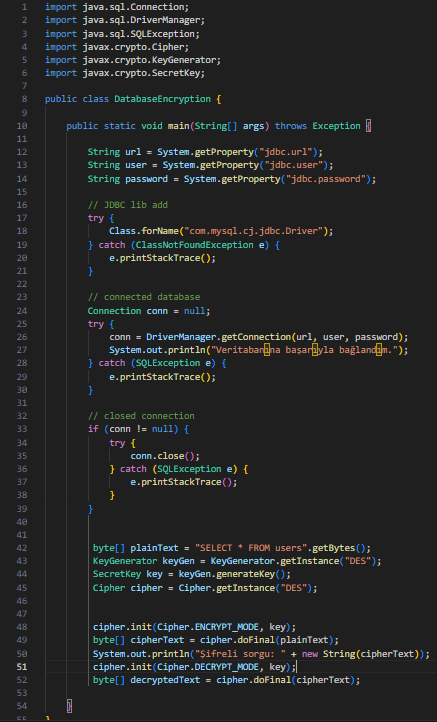 1 import java.sql.Connection;
2 import java.sql.DriverManager;
3 import java.sql.SQLException;
4 import javax.crypto.Cipher;
5 import javax.crypto.KeyGenerator;
6 import javax.crypto.SecretKey;
7
8 public class DatabaseEncryption {
9
10 public static void main(String[] args) throws Exception {
11
12 String url = System.getProperty("jdbc.url");
13 String user = System.getProperty("jdbc.user");
14 String password = System.getProperty("jdbc.password");
15
16 // JDBC lib add
17 try {
18 Class.forName("com.mysql.cj.jdbc.Driver");
19 } catch (ClassNotFoundException e) {
20 e.printStackTrace();
21 }
22
23 // connected database
24 Connection conn = null;
25 try {
26 conn = DriverManager.getConnection(url, user, password);
27 System.out.println("Veritabanına başarıyla bağlandım.");
28 } catch (SQLException e) {
29 e.printStackTrace();
30 }
31
32 // closed connection
33 if (conn != null) {
34 try {
35 conn.close();
36 } catch (SQLException e) {
37 e.printStackTrace();
38 }
39 }
40
41
42 byte[] plainText = "SELECT * FROM users".getBytes();
43 KeyGenerator keyGen = KeyGenerator.getInstance("DES");
44 SecretKey key = keyGen.generateKey();
45 Cipher cipher = Cipher.getInstance("DES");
46
47
48 cipher.init(Cipher.ENCRYPT_MODE, key);
49 byte[] cipherText = cipher.doFinal(plainText);
50 System.out.println("Şifreli sorgu: " + new String(cipherText));
51 cipher.init(Cipher.DECRYPT_MODE, key);
52 byte[] decryptedText = cipher.doFinal(cipherText);
53
54 }
55 }